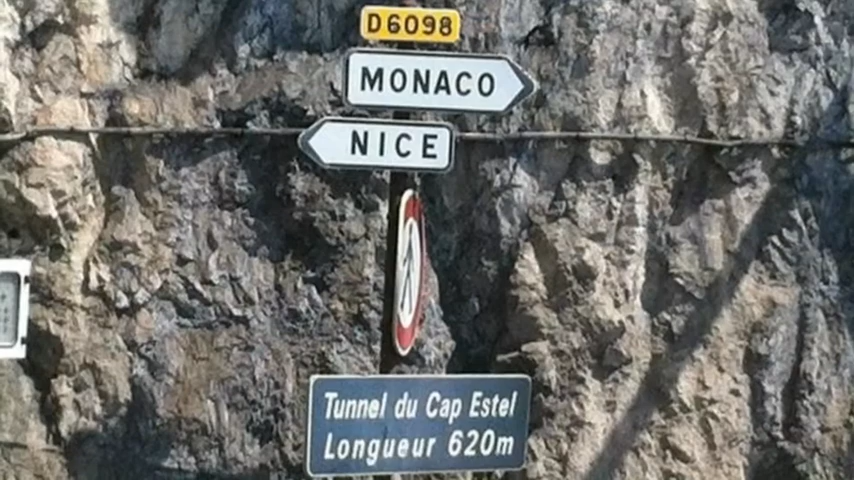 D6098
MONACO
NICE
Tunnel du Cap Estel
Longueur 620m